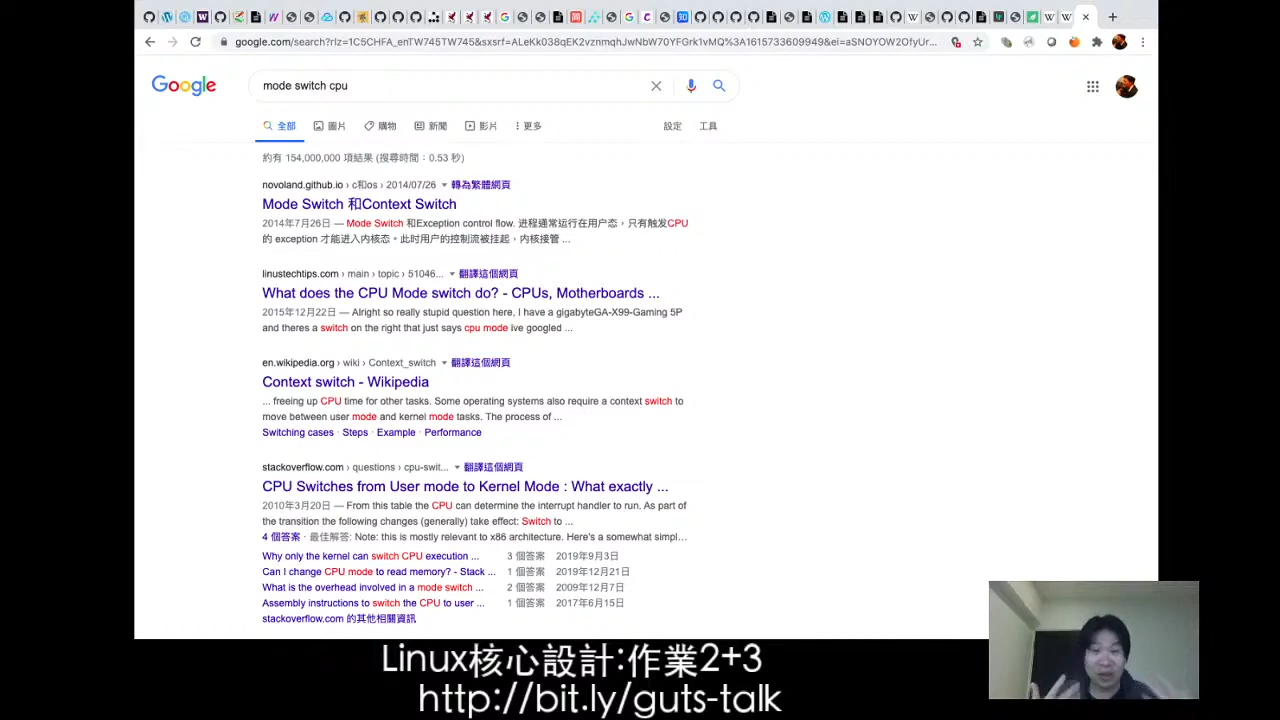 google.com/search?rlz=1C5CHFA_enTW745TW745&sxsrf=ALeKk038qEK2vznmqhJwNbW70YFGrk1vMQ%3A1615733609949&ei=aSNOYOW2OfyUr...
Google
mode switch cpu
全部
圖片
購物
新聞
影片
更多
設定
工具
約有 154,000,000 項結果 (搜尋時間：0.53 秒)
novoland.github.io › c和os › 2014/07/26 ▾ 轉為繁體網頁
Mode Switch 和Context Switch
2014年7月26日 — Mode Switch 和Exception control flow. 进程通常运行在用户态，只有触发CPU
的 exception 才能进入内核态。此时用户的控制流被挂起，内核接管 ...
linustechtips.com › main › topic › 51046... ▾ 翻譯這個網頁
What does the CPU Mode switch do? - CPUs, Motherboards ...
2015年12月22日 — Alright so really stupid question here, I have a gigabyteGA-X99-Gaming 5P
and theres a switch on the right that just says cpu mode ive googled ...
en.wikipedia.org › wiki › Context_switch ▾ 翻譯這個網頁
Context switch - Wikipedia
... freeing up CPU time for other tasks. Some operating systems also require a context switch to
move between user mode and kernel mode tasks. The process of ...
Switching cases · Steps · Example · Performance
stackoverflow.com › questions › cpu-swit... ▾ 翻譯這個網頁
CPU Switches from User mode to Kernel Mode : What exactly ...
2010年3月20日 — From this table the CPU can determine the interrupt handler to run. As part of
the transition the following changes (generally) take effect: Switch to ...
4 個答案 · 最佳解答: Note: this is mostly relevant to x86 architecture. Here's a somewhat simpl...
Why only the kernel can switch CPU execution ... 3 個答案 2019年9月3日
Can I change CPU mode to read memory? - Stack ... 1 個答案 2019年12月21日
What is the overhead involved in a mode switch ... 2 個答案 2009年12月7日
Assembly instructions to switch the CPU to user ... 1 個答案 2017年6月15日
stackoverflow.com 的其他相關資訊
Linux核心設計:作業2+3
http://bit.ly/guts-talk